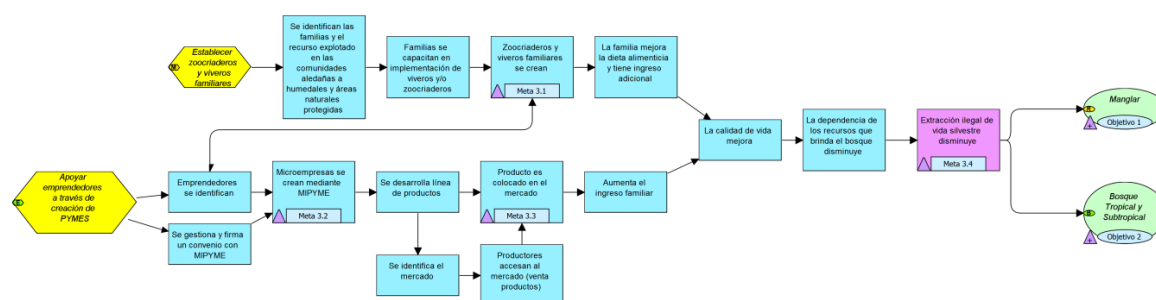 Establecer
zoocriaderos
y viveros
familiares
Se identifican las
familias y el
recurso explotado
en las
comunidades
aledañas a
humedales y áreas
naturales
protegidas
Familias se
capacitan en
implementación de
viveros y/o
zoocriaderos
Zoocriaderos y
viveros familiares
se crean
Meta 3.1
La familia mejora
la dieta alimenticia
y tiene ingreso
adicional
La calidad de vida
mejora
La dependencia de
los recursos que
brinda el bosque
disminuye
Extracción ilegal de
vida silvestre
disminuye
Meta 3.4
Manglar
Objetivo 1
Bosque
Tropical y
Subtropical
Objetivo 2
Apoyar
emprendedores
a través de
creación de
PYMES
Emprendedores
se identifican
Se gestiona y firma
un convenio con
MIPYME
Microempresas se
crean mediante
MIPYME
Meta 3.2
Se desarrolla línea
de productos
Se identifica el
mercado
Producto es
colocado en el
mercado
Meta 3.3
Productores
accesan al
mercado (venta
productos)
Aumenta el
ingreso familiar